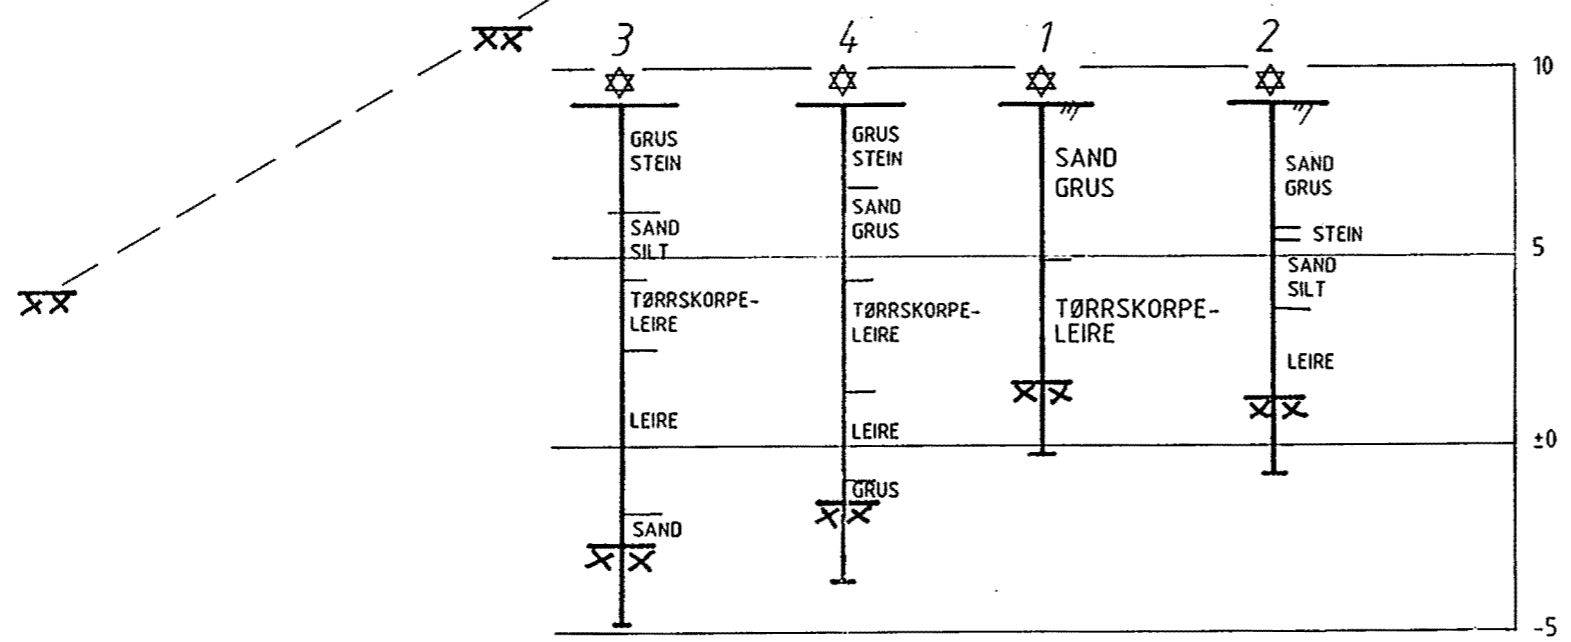 3
4
1
2
10
5
±0
-5
GRUS
STEIN
SAND
SILT
TØRRSKORPE-
LEIRE
LEIRE
SAND
GRUS
STEIN
SAND
GRUS
TØRRSKORPE-
LEIRE
LEIRE
GRUS
SAND
GRUS
TØRRSKORPE-
LEIRE
SAND
GRUS
STEIN
SAND
SILT
LEIRE